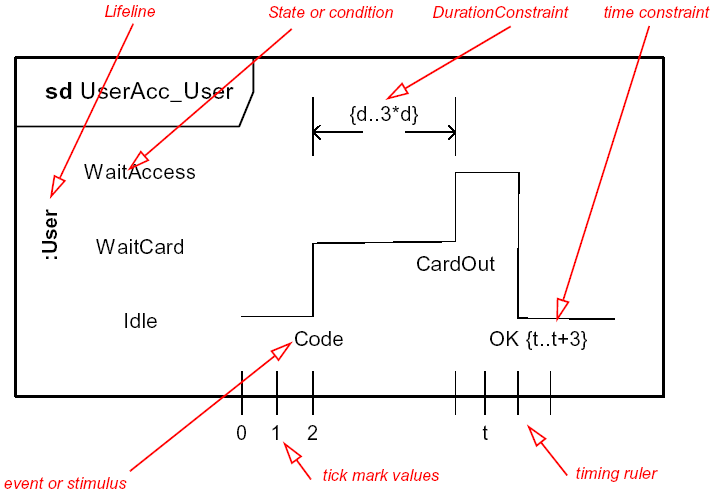 Lifeline
State or condition
DurationConstraint
time constraint
sd UserAcc_User
{d..3*d}
WaitAccess
:User
WaitCard
CardOut
Idle
Code
OK {t..t+3}
0 1 2 t
event or stimulus
tick mark values
timing ruler